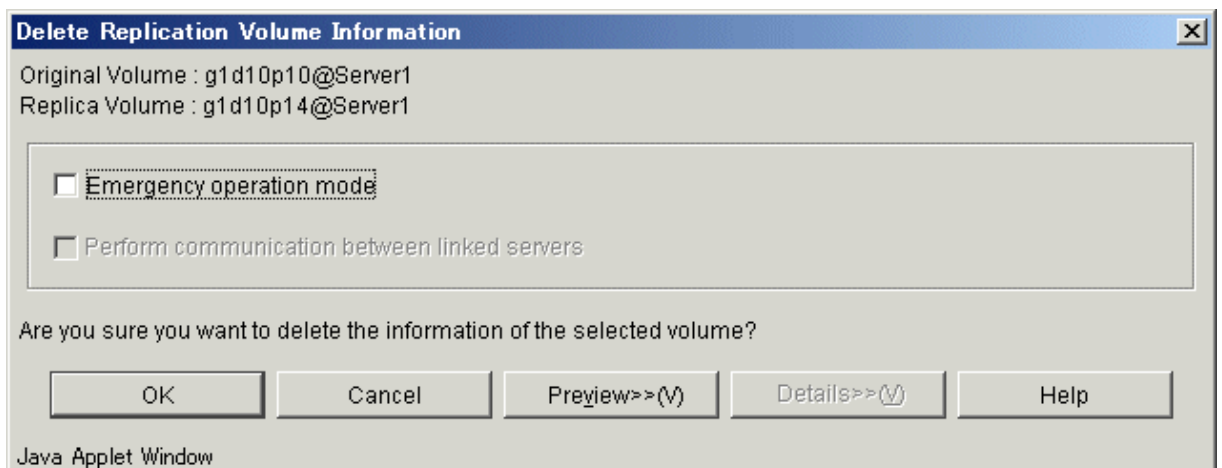 Delete Replication Volume Information
Original Volume : g1d10p10@Server1
Replica Volume : g1d10p14@Server1
Emergency operation mode
Perform communication between linked servers
Are you sure you want to delete the information of the selected volume?
OK Cancel Preview>>(V) Details>>(V) Help
Java Applet Window